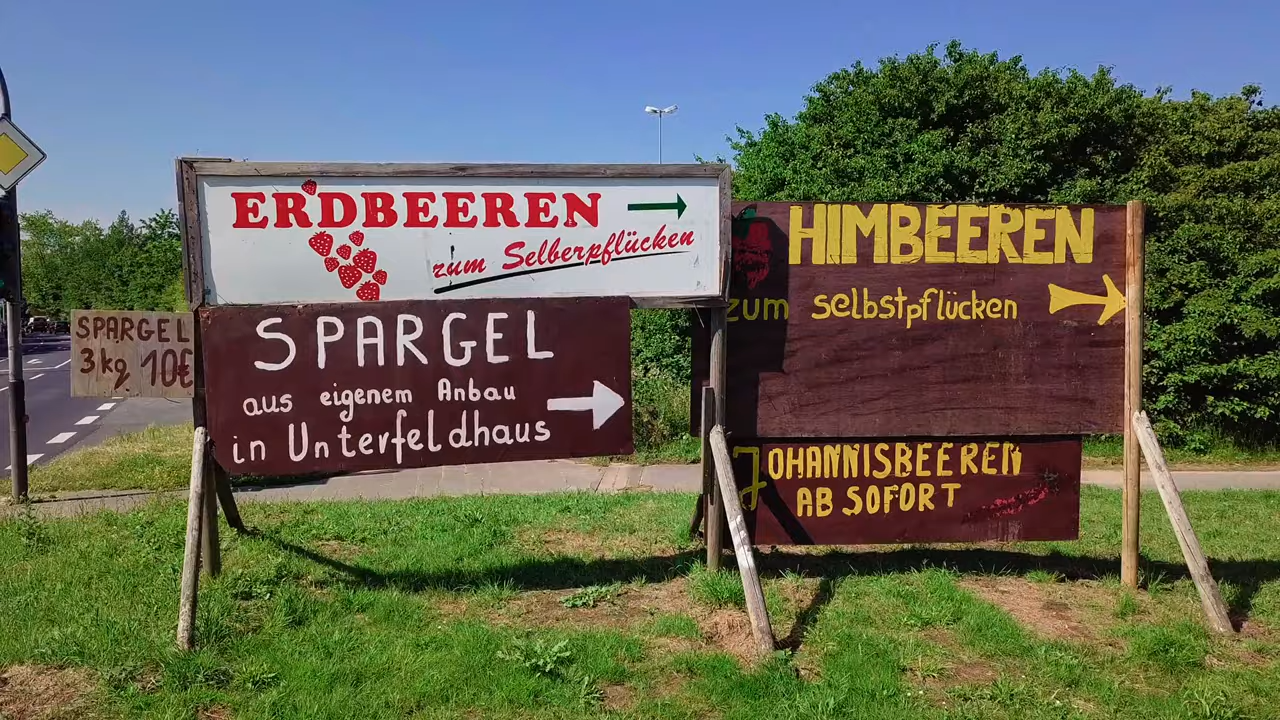 ERDBEEREN
zum Selberpflücken
SPARGEL
3kg 10€
SPARGEL
aus eigenem Anbau
in Unterfeldhaus
HIMBEEREN
zum selbstpflücken
JOHANNISBEEREN
AB SOFORT